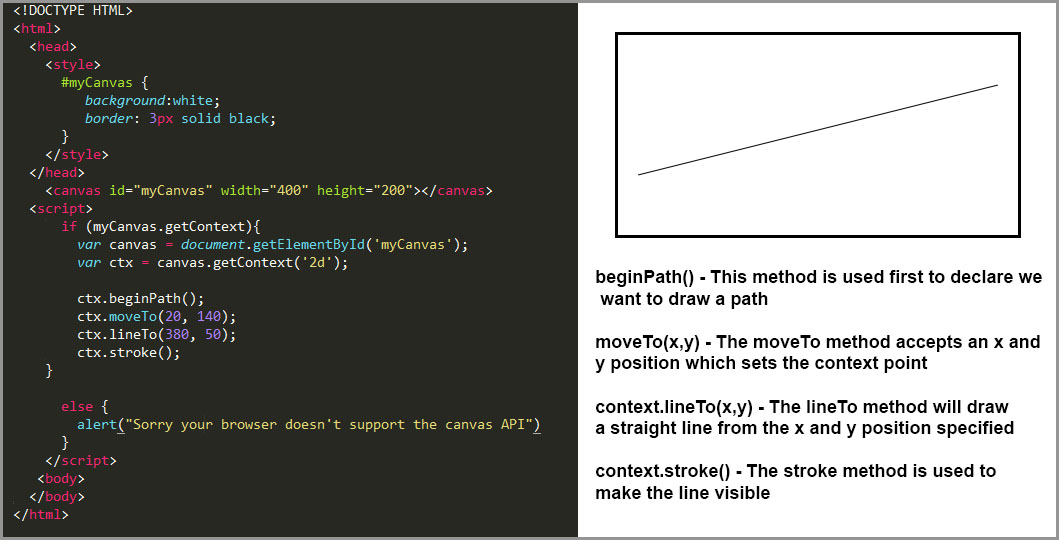 <!DOCTYPE HTML>
<html>
<head>
<style>
#myCanvas {
background:white;
border: 3px solid black;
}
</style>
</head>
<canvas id="myCanvas" width="400" height="200"></canvas>
<script>
if (myCanvas.getContext){
var canvas = document.getElementById('myCanvas');
var ctx = canvas.getContext('2d');
ctx.beginPath();
ctx.moveTo(20, 140);
ctx.lineTo(380, 50);
ctx.stroke();
}
else {
alert("Sorry your browser doesn't support the canvas API")
}
</script>
<body>
</body>
</html>
beginPath() - This method is used first to declare we
want to draw a path
moveTo(x,y) - The moveTo method accepts an x and
y position which sets the context point
context.lineTo(x,y) - The lineTo method will draw
a straight line from the x and y position specified
context.stroke() - The stroke method is used to
make the line visible